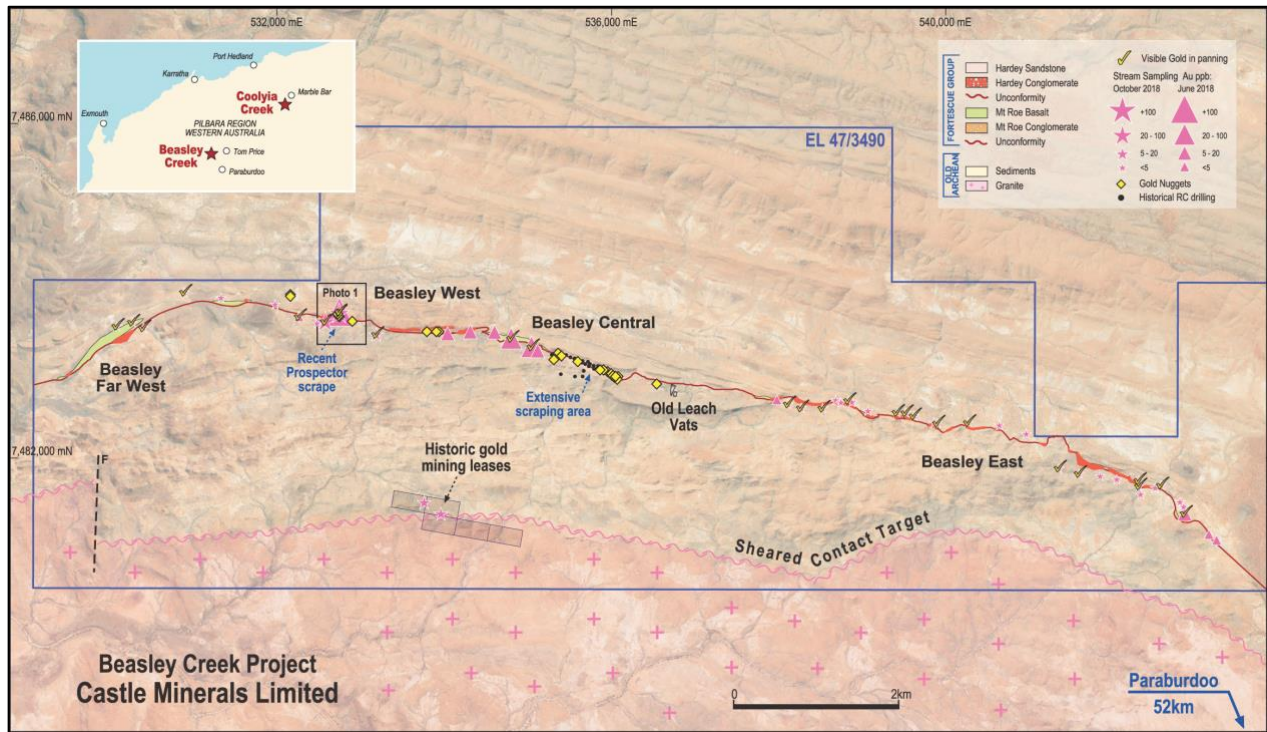 532,000 mE
536,000 mE
540,000 mE
7,486,000 mN
7,482,000 mN
Port Hedland
Karratha
Exmouth
Coolyia
Creek
Marble Bar
PILBARA REGION
WESTERN AUSTRALIA
Beasley
Creek
Tom Price
Paraburdoo
EL 47/3490
FORTESCUE GROUP
Hardey Sandstone
Hardey Conglomerate
Unconformity
Mt Roe Basalt
Mt Roe Conglomerate
Unconformity
OLD
ARCHEAN
Sediments
Granite
Visible Gold in panning
Stream Sampling Au ppb:
October 2018 June 2018
+100 +100
20 - 100 20 - 100
5 - 20 5 - 20
<5 <5
Gold Nuggets
Historical RC drilling
Photo 1
Beasley West
Beasley Central
Beasley
Far West
Recent
Prospector
scrape
Extensive
scraping area
Old Leach
Vats
Historic gold
mining leases
Beasley East
F
Sheared Contact Target
Beasley Creek Project
Castle Minerals Limited
0 2km
Paraburdoo
52km